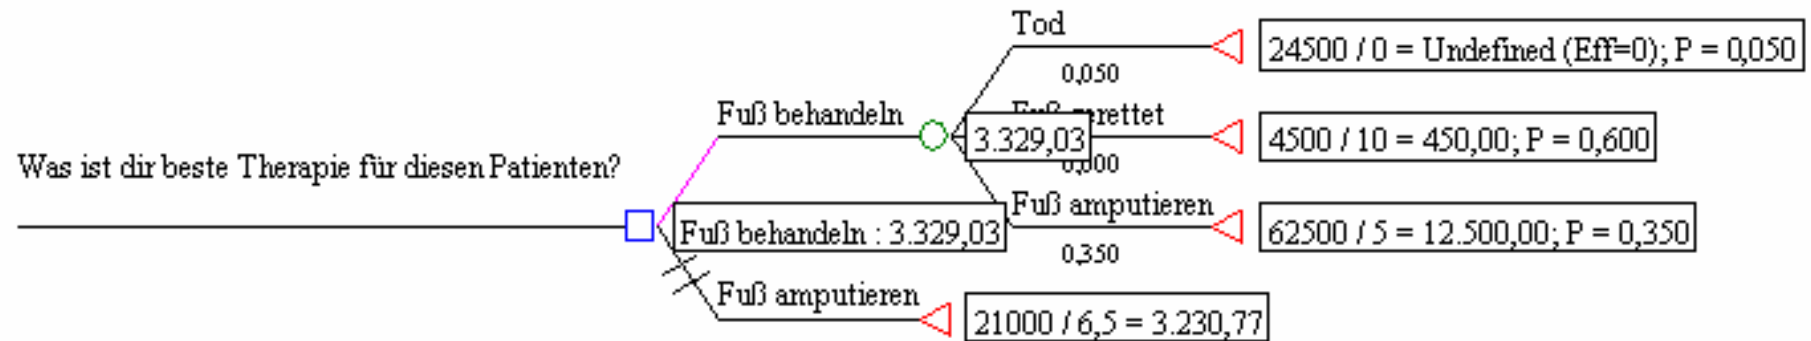 Tod
24500 / 0 = Undefined (Eff=0); P = 0,050
0,050
Fuß behandeln
Fuß gerettet
3.329,03
4500 / 10 = 450,00; P = 0,600
Was ist dir beste Therapie für diesen Patienten?
Fuß amputieren
Fuß behandeln : 3.329,03
62500 / 5 = 12.500,00; P = 0,350
0,350
Fuß amputieren
21000 / 6,5 = 3.230,77